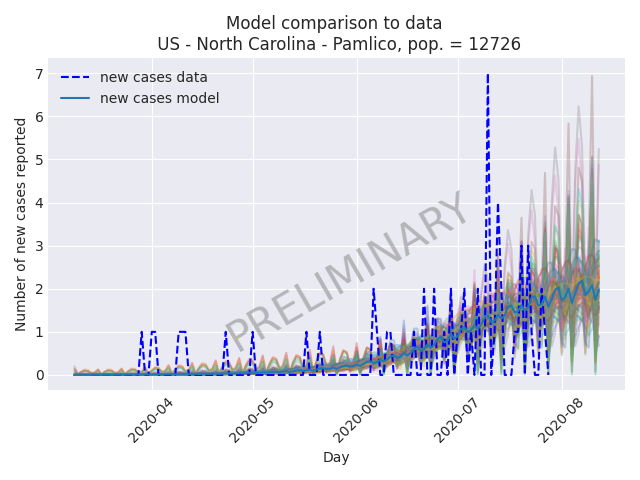 Model comparison to data
US - North Carolina - Pamlico, pop. = 12726
new cases data
new cases model
PRELIMINARY
Number of new cases reported
7
6
5
4
3
2
1
0
2020-04
2020-05
2020-06
2020-07
2020-08
Day